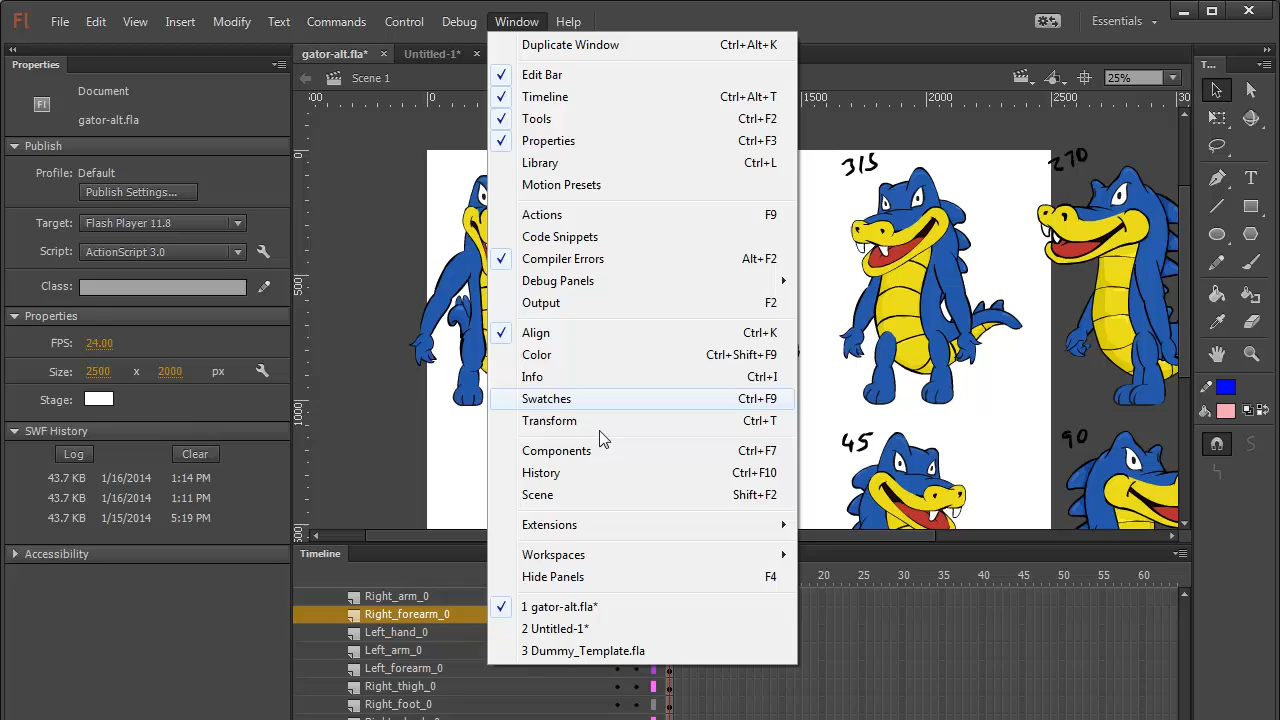 Fl File Edit View Insert Modify Text Commands Control Debug Window Help Essentials
Properties
gator-alt.fla* × Untitled-1* ×
T...
Scene 1
25%
Document
Fl
gator-alt.fla
Publish
Profile: Default
Publish Settings...
Target: Flash Player 11.8
Script: ActionScript 3.0
Class:
Properties
FPS: 24.00
Size: 2500 x 2000 px
Stage:
SWF History
Log Clear
43.7 KB 1/16/2014 1:14 PM
43.7 KB 1/16/2014 1:11 PM
43.7 KB 1/15/2014 5:19 PM
Accessibility
Duplicate Window Ctrl+Alt+K
Edit Bar
Timeline Ctrl+Alt+T
Tools Ctrl+F2
Properties Ctrl+F3
Library Ctrl+L
Motion Presets
Actions F9
Code Snippets
Compiler Errors Alt+F2
Debug Panels
Output F2
Align Ctrl+K
Color Ctrl+Shift+F9
Info Ctrl+I
Swatches Ctrl+F9
Transform Ctrl+T
Components Ctrl+F7
History Ctrl+F10
Scene Shift+F2
Extensions
Workspaces
Hide Panels F4
1 gator-alt.fla*
2 Untitled-1*
3 Dummy_Template.fla
0 1500 2000 2500
0
500
1000
315 270
45 90
T
Timeline
20 25 30 35 40 45 50 55 60
Right_arm_0
Right_forearm_0
Left_hand_0
Left_arm_0
Left_forearm_0
Right_thigh_0
Right_foot_0